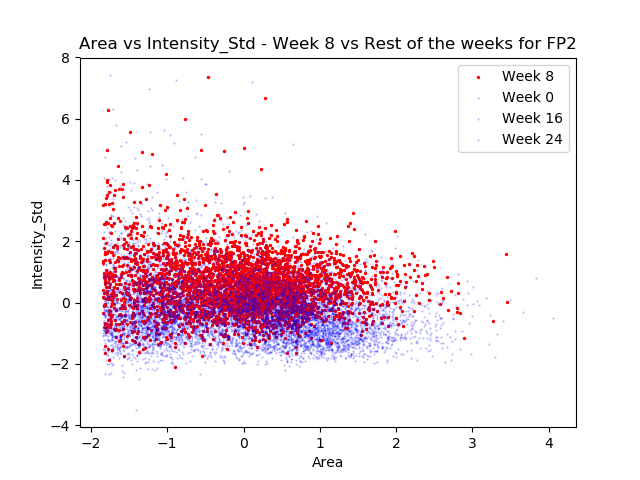 Area vs Intensity_Std - Week 8 vs Rest of the weeks for FP2
Week 8
Week 0
Week 16
Week 24
Intensity_Std
8
6
4
2
0
−2
−4
−2
−1
0
1
2
3
4
Area